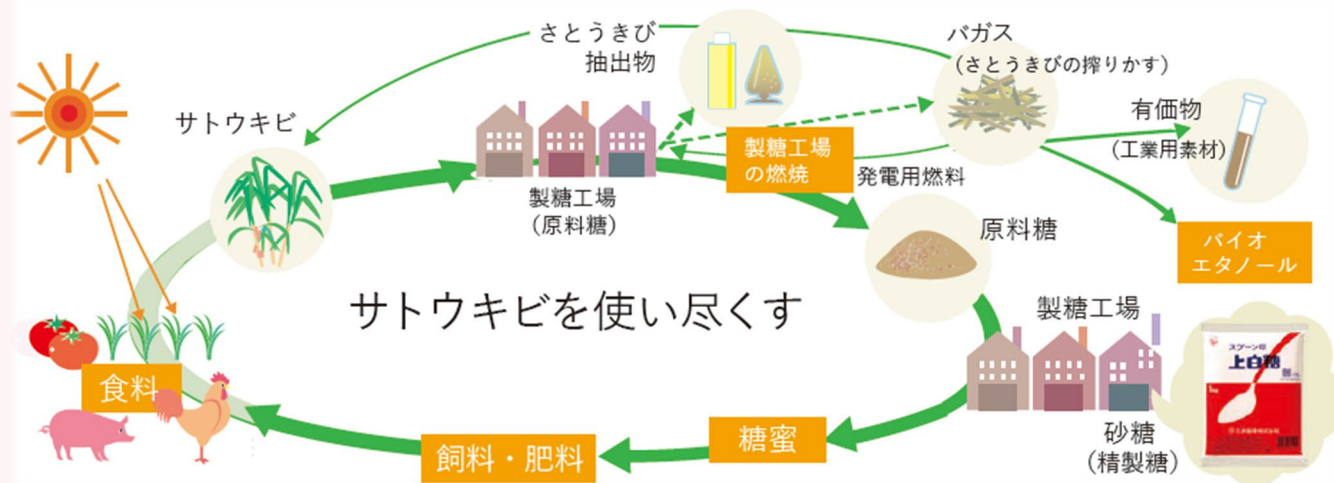 さとうきび
抽出物
バガス
(さとうきびの搾りかす)
有価物
(工業用素材)
サトウキビ
製糖工場
(原料糖)
製糖工場
の燃焼
発電用燃料
原料糖
バイオ
エタノール
サトウキビを使い尽くす
製糖工場
スプーン印
上白糖
1kg
砂糖
(精製糖)
食料
飼料・肥料
糖蜜